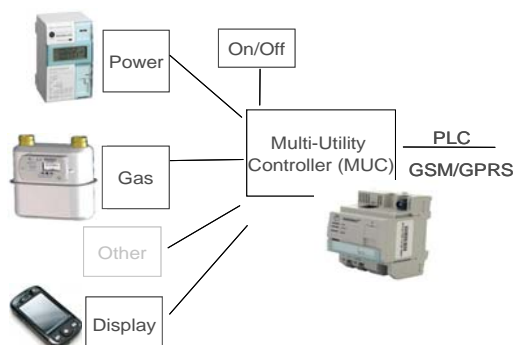 On/Off
Power
Multi-Utility
Controller (MUC)
PLC
GSM/GPRS
Gas
Other
Display